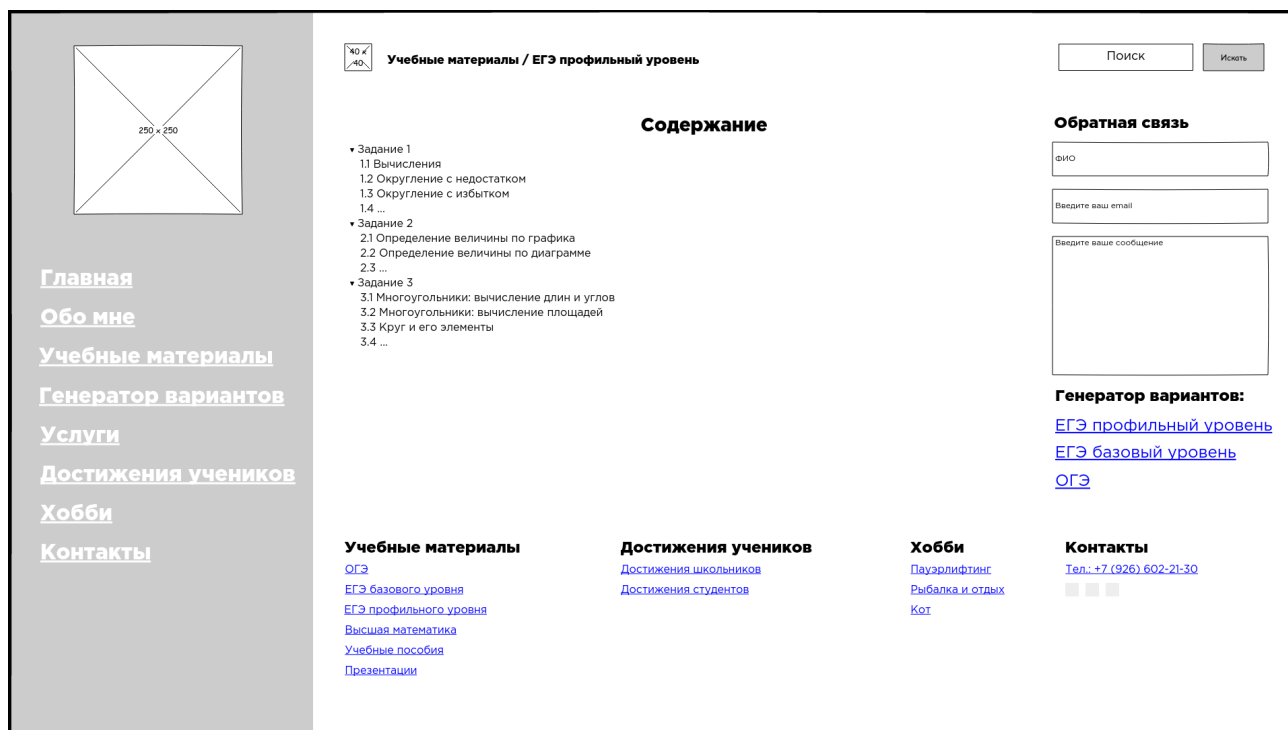 250 x 250
Главная
Обо мне
Учебные материалы
Генератор вариантов
Услуги
Достижения учеников
Хобби
Контакты
40 x 40
Учебные материалы / ЕГЭ профильный уровень
Поиск
Искать
Содержание
▾ Задание 1
1.1 Вычисления
1.2 Округление с недостатком
1.3 Округление с избытком
1.4 ...
▾ Задание 2
2.1 Определение величины по графика
2.2 Определение величины по диаграмме
2.3 ...
▾ Задание 3
3.1 Многоугольники: вычисление длин и углов
3.2 Многоугольники: вычисление площадей
3.3 Круг и его элементы
3.4 ...
Обратная связь
ФИО
Введите ваш email
Введите ваше сообщение
Генератор вариантов:
ЕГЭ профильный уровень
ЕГЭ базовый уровень
ОГЭ
Учебные материалы
ОГЭ
ЕГЭ базового уровня
ЕГЭ профильного уровня
Высшая математика
Учебные пособия
Презентации
Достижения учеников
Достижения школьников
Достижения студентов
Хобби
Пауэрлифтинг
Рыбалка и отдых
Кот
Контакты
Тел.: +7 (926) 602-21-30